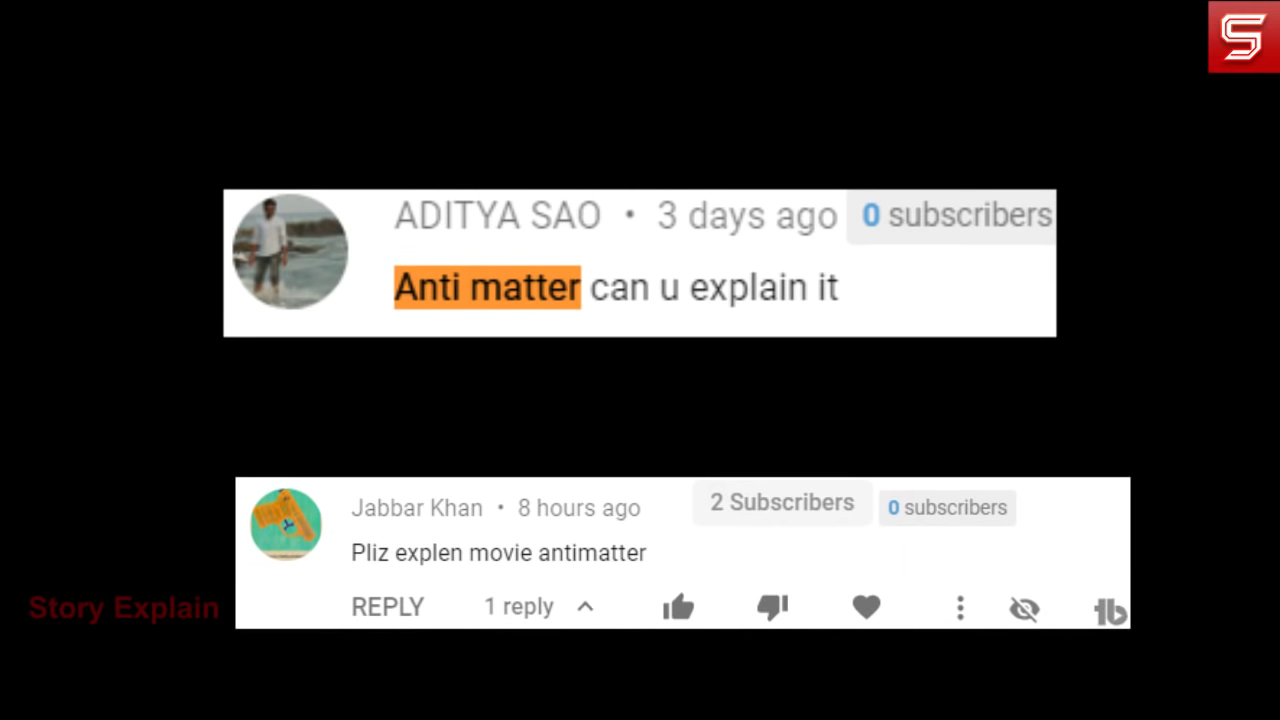 S
ADITYA SAO • 3 days ago 0 subscribers
Anti matter can u explain it
Jabbar Khan • 8 hours ago 2 Subscribers 0 subscribers
Pliz explen movie antimatter
REPLY 1 reply
tb
Story Explain